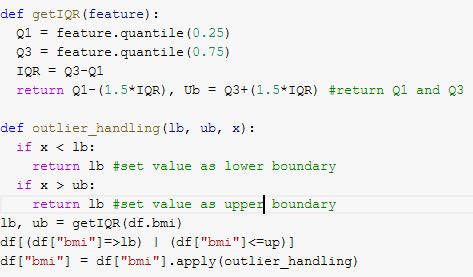 def getIQR(feature):
  Q1 = feature.quantile(0.25)
  Q3 = feature.quantile(0.75)
  IQR = Q3-Q1
  return Q1-(1.5*IQR), Ub = Q3+(1.5*IQR) #return Q1 and Q3
def outlier_handling(lb, ub, x):
  if x < lb:
    return lb #set value as lower boundary
  if x > ub:
    return lb #set value as upper boundary
lb, ub = getIQR(df.bmi)
df[(df["bmi"]=>lb) | (df["bmi"]<=up)]
df["bmi"] = df["bmi"].apply(outlier_handling)